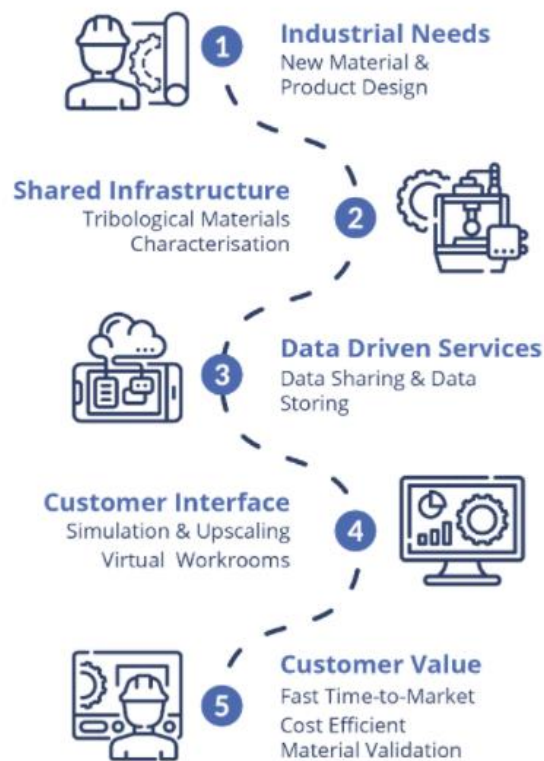 1
Industrial Needs
New Material &
Product Design
Shared Infrastructure
Tribological Materials
Characterisation
2
3
Data Driven Services
Data Sharing & Data
Storing
Customer Interface
Simulation & Upscaling
Virtual Workrooms
4
5
Customer Value
Fast Time-to-Market
Cost Efficient
Material Validation